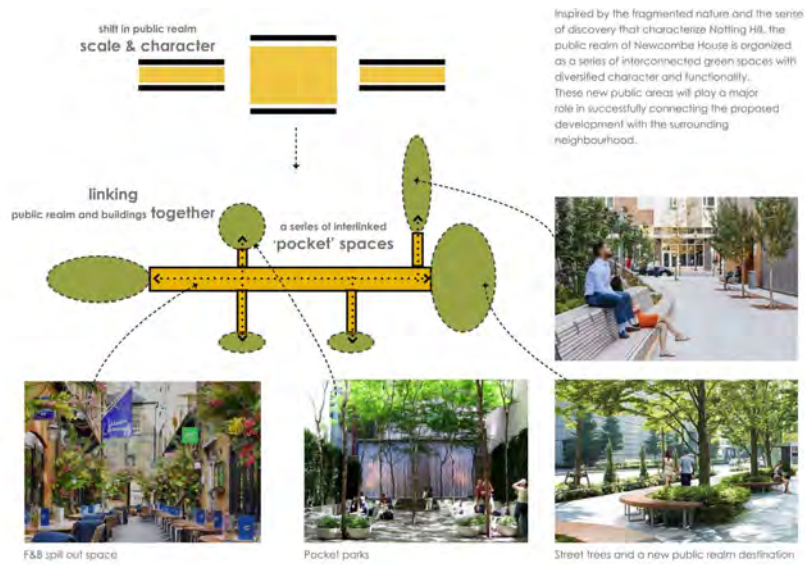 shift in public realm
scale & character
Inspired by the fragmented nature and the sense
of discovery that characterize Notting Hill, the
public realm of Newcombe House is organized
as a series of interconnected green spaces with
diversified character and functionality.
These new public areas will play a major
role in successfully connecting the proposed
development with the surrounding
neighbourhood.
linking
public realm and buildings together
a series of interlinked
'pocket' spaces
F&B spill out space
Pocket parks
Street trees and a new public realm destination